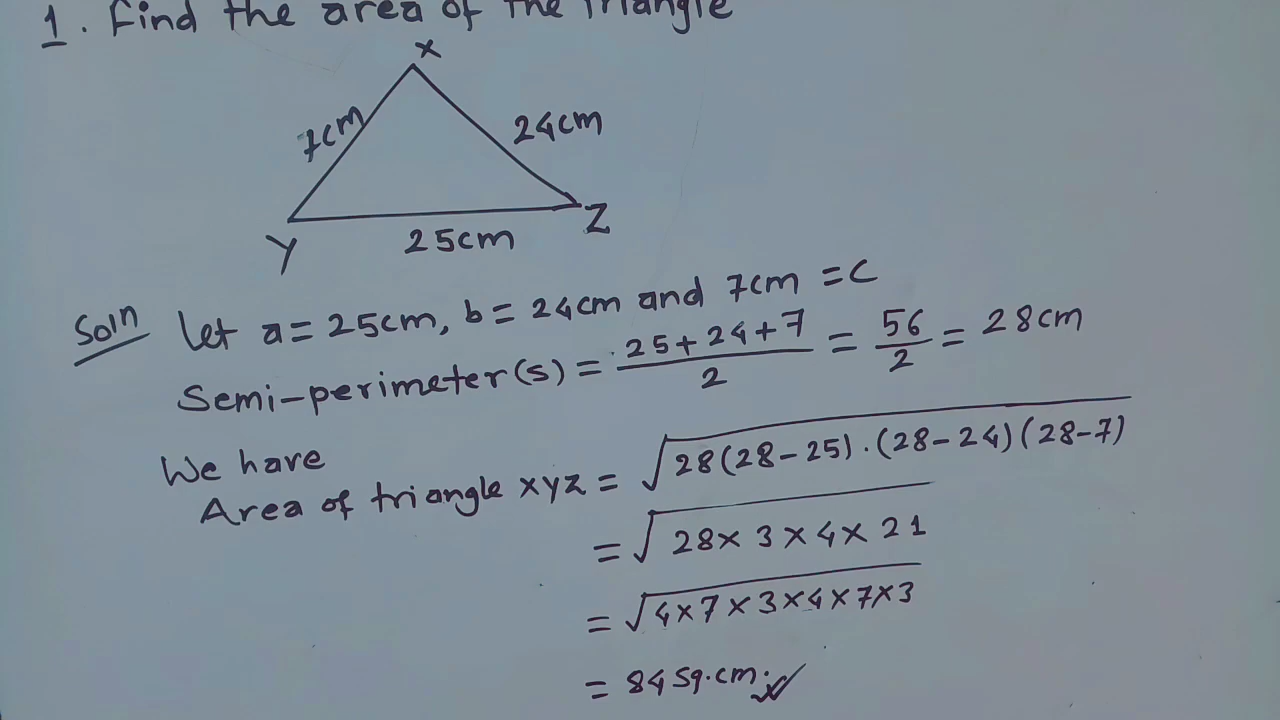 1. Find the area of the Triangle
X
7cm
24cm
Y
25cm
Z
Soln
Let a = 25cm, b = 24cm and 7cm = C
Semi-perimeter(s) = 25+24+7/2 = 56/2 = 28cm
We have
Area of triangle xyz = √28(28-25).(28-24)(28-7)
= √28×3×4×21
= √4×7×3×4×7×3
= 84 sq.cm.